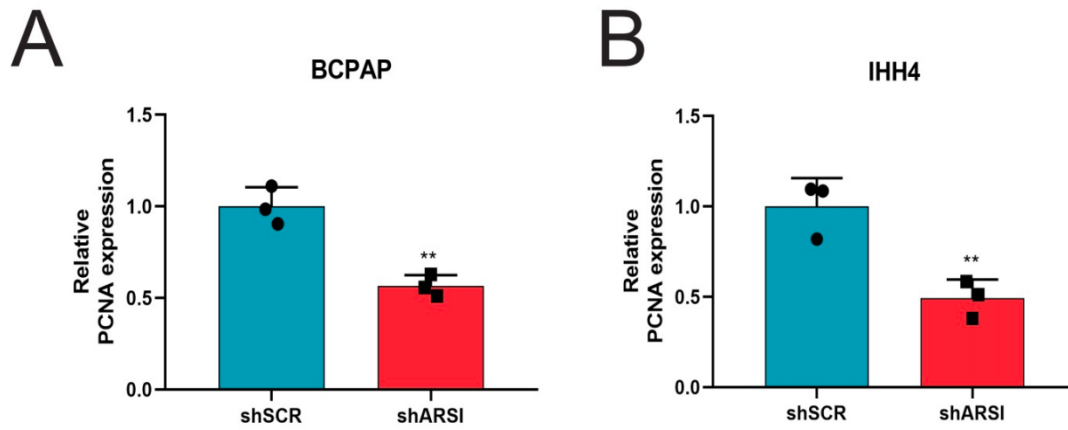 A
BCPAP
Relative
PCNA expression
1.5
1.0
0.5
0.0
**
shSCR
shARSI
B
IHH4
Relative
PCNA expression
1.5
1.0
0.5
0.0
**
shSCR
shARSI